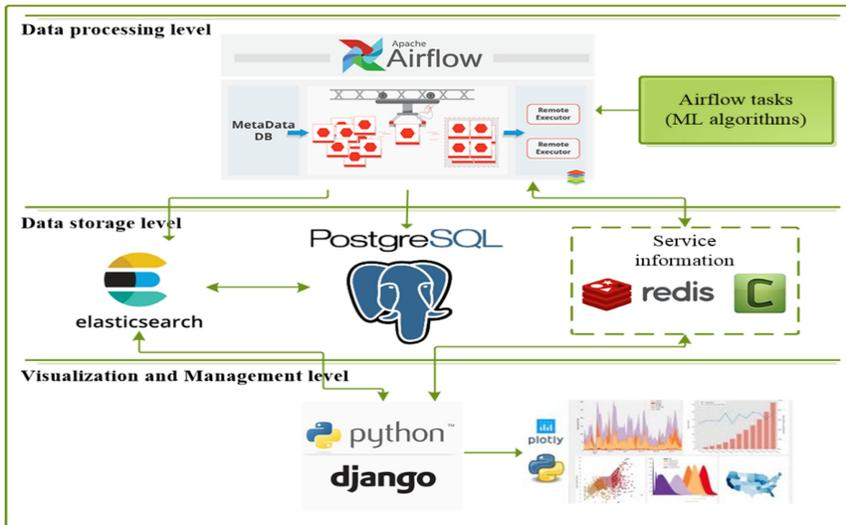 Data processing level
Apache
Airflow
MetaData
DB
Remote
Executor
Remote
Executor
Airflow tasks
(ML algorithms)
Data storage level
PostgreSQL
elasticsearch
Service
information
redis
C
Visualization and Management level
python™
django
plotly